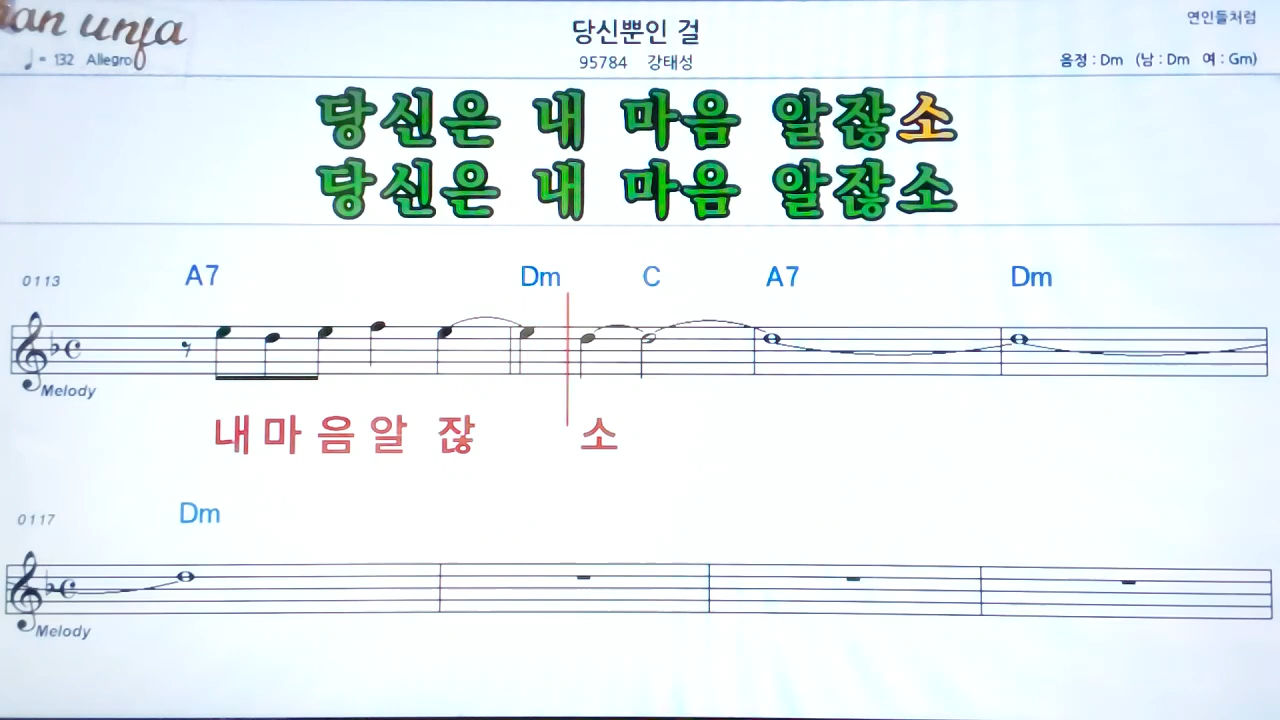 an unja
당신뿐인 걸
연인들처럼
♩ = 132 Allegro
95784 강태성
음정 : Dm (남 : Dm 여 : Gm)
당신은 내 마음 알잖소
당신은 내 마음 알잖소
0113 A7 Dm C A7 Dm
Melody
내 마 음 알 잖 소
0117 Dm
Melody